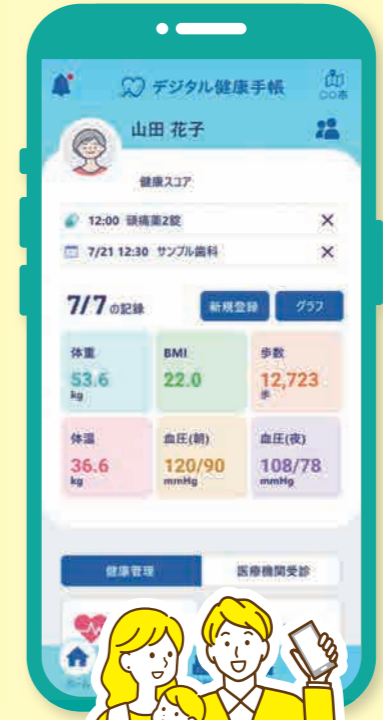 デジタル健康手帳
〇〇市
山田 花子
健康スコア
12:00 頭痛薬2錠
7/21 12:30 サンプル歯科
7/7 の記録 新規登録 グラフ
体重 BMI 歩数
53.6 22.0 12,723
kg 歩
体温 血圧(朝) 血圧(夜)
36.6 120/90 108/78
kg mmHg mmHg
健康管理 医療機関受診